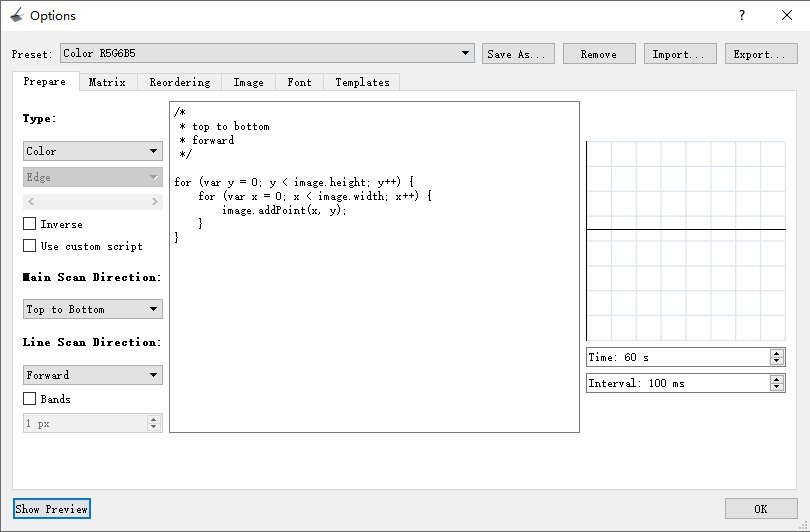 Options
?
Preset: Color R5G6B5 Save As... Remove Import... Export...
Prepare Matrix Reordering Image Font Templates
Type:
Color
Edge
Inverse
Use custom script
Main Scan Direction:
Top to Bottom
Line Scan Direction:
Forward
Bands
1 px
/*
 * top to bottom
 * forward
 */
for (var y = 0; y < image.height; y++) {
    for (var x = 0; x < image.width; x++) {
        image.addPoint(x, y);
    }
}
Time: 60 s
Interval: 100 ms
Show Preview
OK